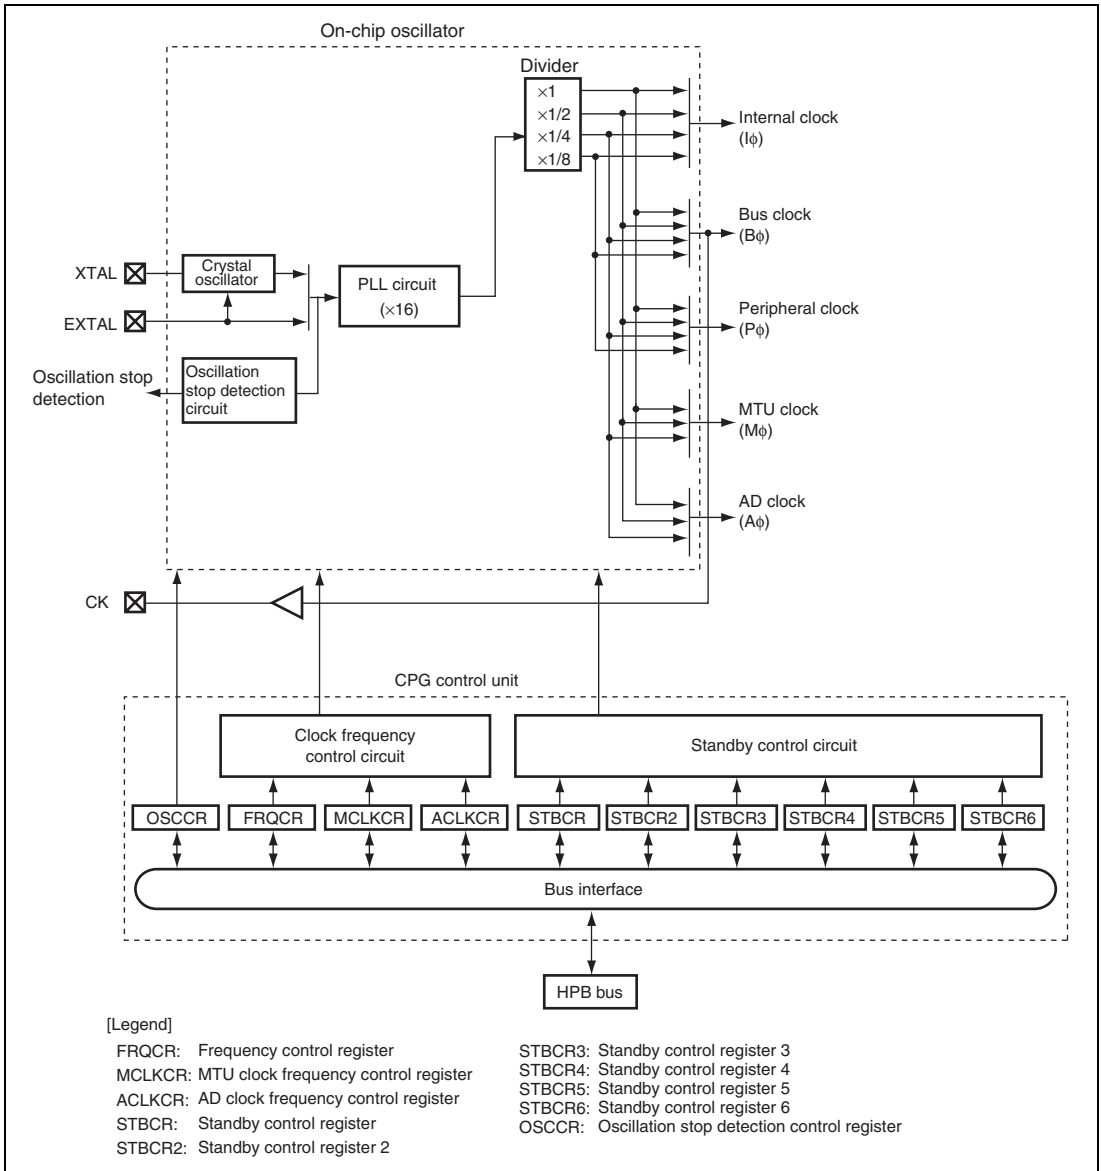 On-chip oscillator
Divider
×1
×1/2
×1/4
×1/8
Internal clock
(Iϕ)
Bus clock
(Bϕ)
Peripheral clock
(Pϕ)
MTU clock
(Mϕ)
AD clock
(Aϕ)
XTAL
Crystal
oscillator
EXTAL
PLL circuit
(×16)
Oscillation stop
detection
Oscillation
stop detection
circuit
CK
CPG control unit
Clock frequency
control circuit
Standby control circuit
OSCCR
FRQCR
MCLKCR
ACLKCR
STBCR
STBCR2
STBCR3
STBCR4
STBCR5
STBCR6
Bus interface
HPB bus
[Legend]
FRQCR: Frequency control register
MCLKCR: MTU clock frequency control register
ACLKCR: AD clock frequency control register
STBCR: Standby control register
STBCR2: Standby control register 2
STBCR3: Standby control register 3
STBCR4: Standby control register 4
STBCR5: Standby control register 5
STBCR6: Standby control register 6
OSCCR: Oscillation stop detection control register